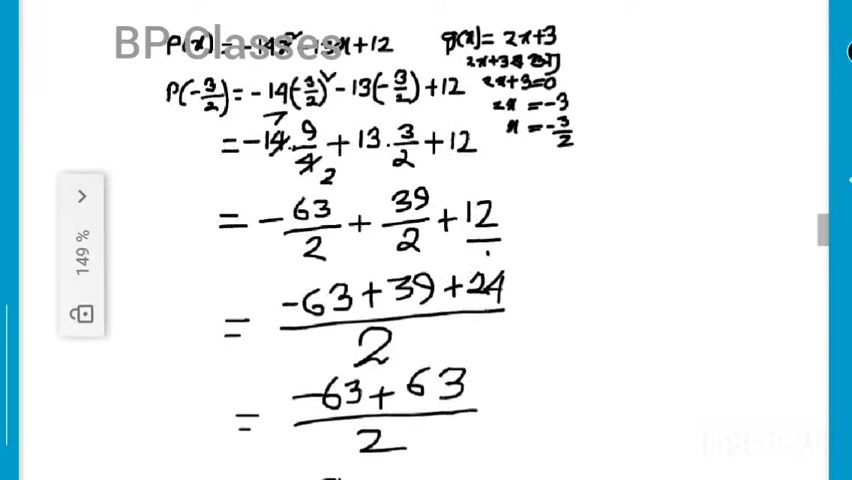 BP Classes
P(x) = -14x² -13x+12
q(x) = 2x+3
2x+3=0
2x = -3
x = -3/2
P(-3/2) = -14(-3/2)² -13(-3/2) +12
= -14 · 9/4 + 13 · 3/2 + 12
7
2
= -63/2 + 39/2 + 12
= -63+39+24 / 2
= -63+63 / 2
149 %